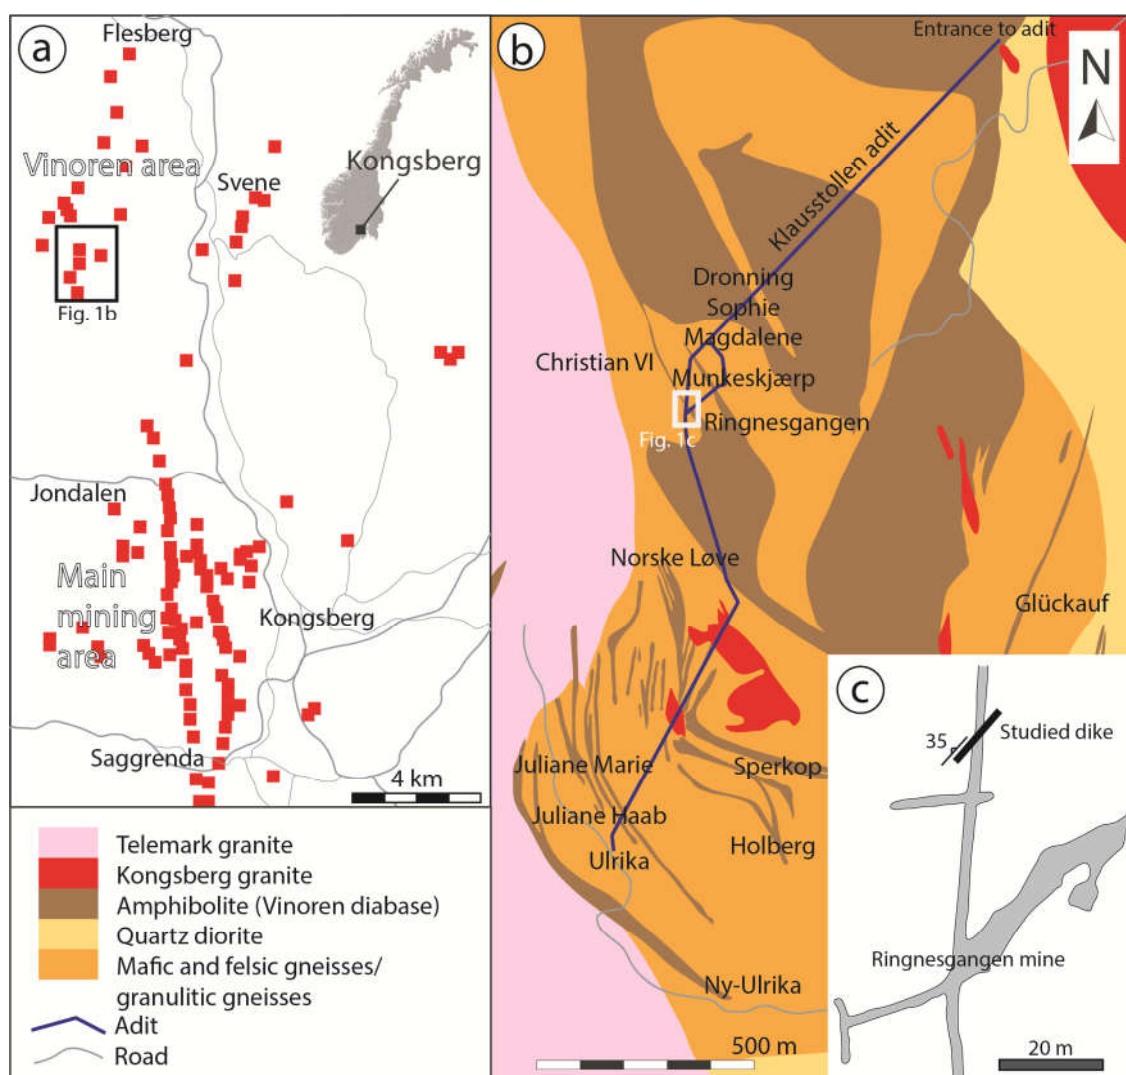 a
Flesberg
Vinoren area
Svene
Kongsberg
Fig. 1b
Jondalen
Main
mining
area
Kongsberg
Saggrenda
4 km
Telemark granite
Kongsberg granite
Amphibolite (Vinoren diabase)
Quartz diorite
Mafic and felsic gneisses/
granulitic gneisses
Adit
Road
b
Entrance to adit
N
Klausstollen adit
Dronning
Sophie
Magdalene
Christian VI
Munkeskjærp
Ringnesgangen
Fig. 1c
Norske Løve
Glückauf
Juliane Marie
Sperkop
Juliane Haab
Holberg
Ulrika
Ny-Ulrika
500 m
c
35
Studied dike
Ringnesgangen mine
20 m